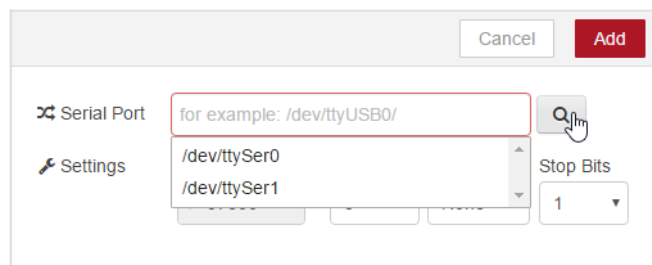 Cancel Add
Serial Port for example: /dev/ttyUSB0/
/dev/ttySer0
Settings Stop Bits
/dev/ttySer1
1